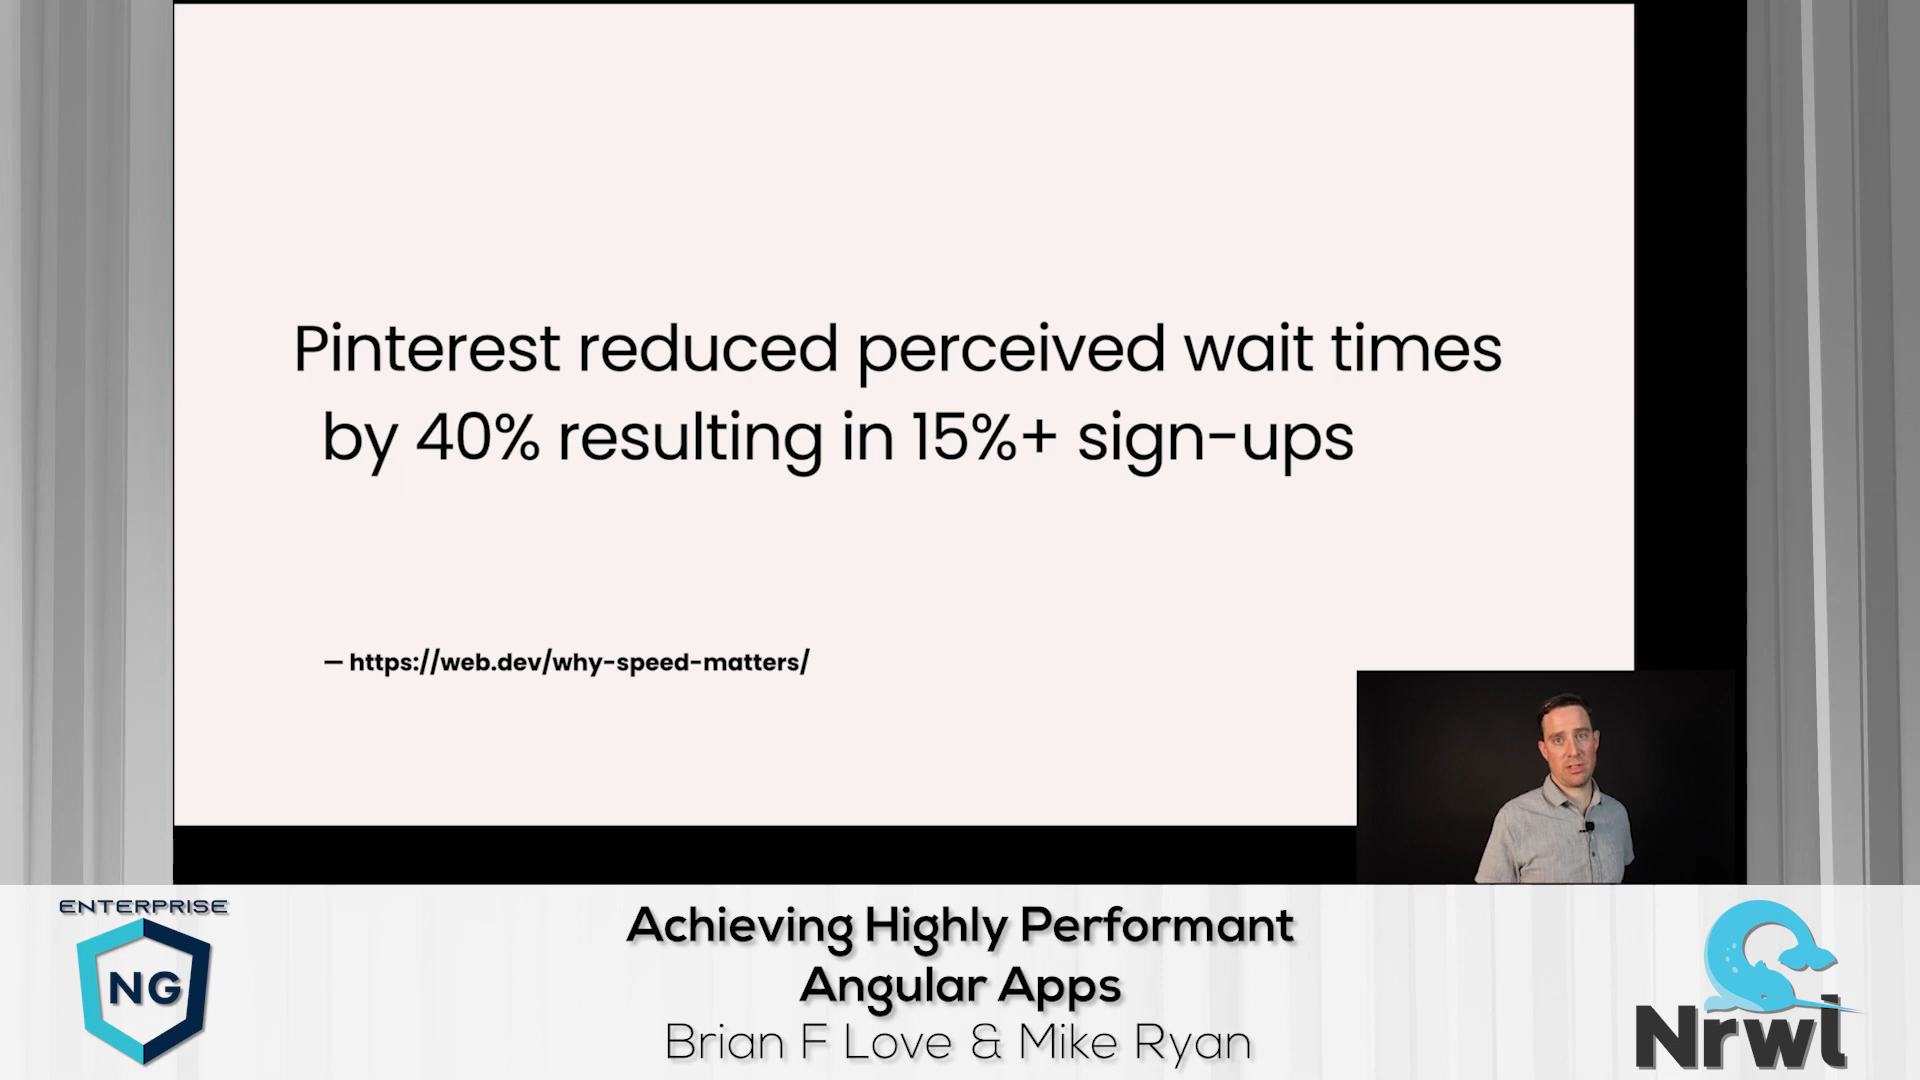 Pinterest reduced perceived wait times
by 40% resulting in 15%+ sign-ups
— https://web.dev/why-speed-matters/
ENTERPRISE
NG
Achieving Highly Performant
Angular Apps
Brian F Love & Mike Ryan
Nrwl